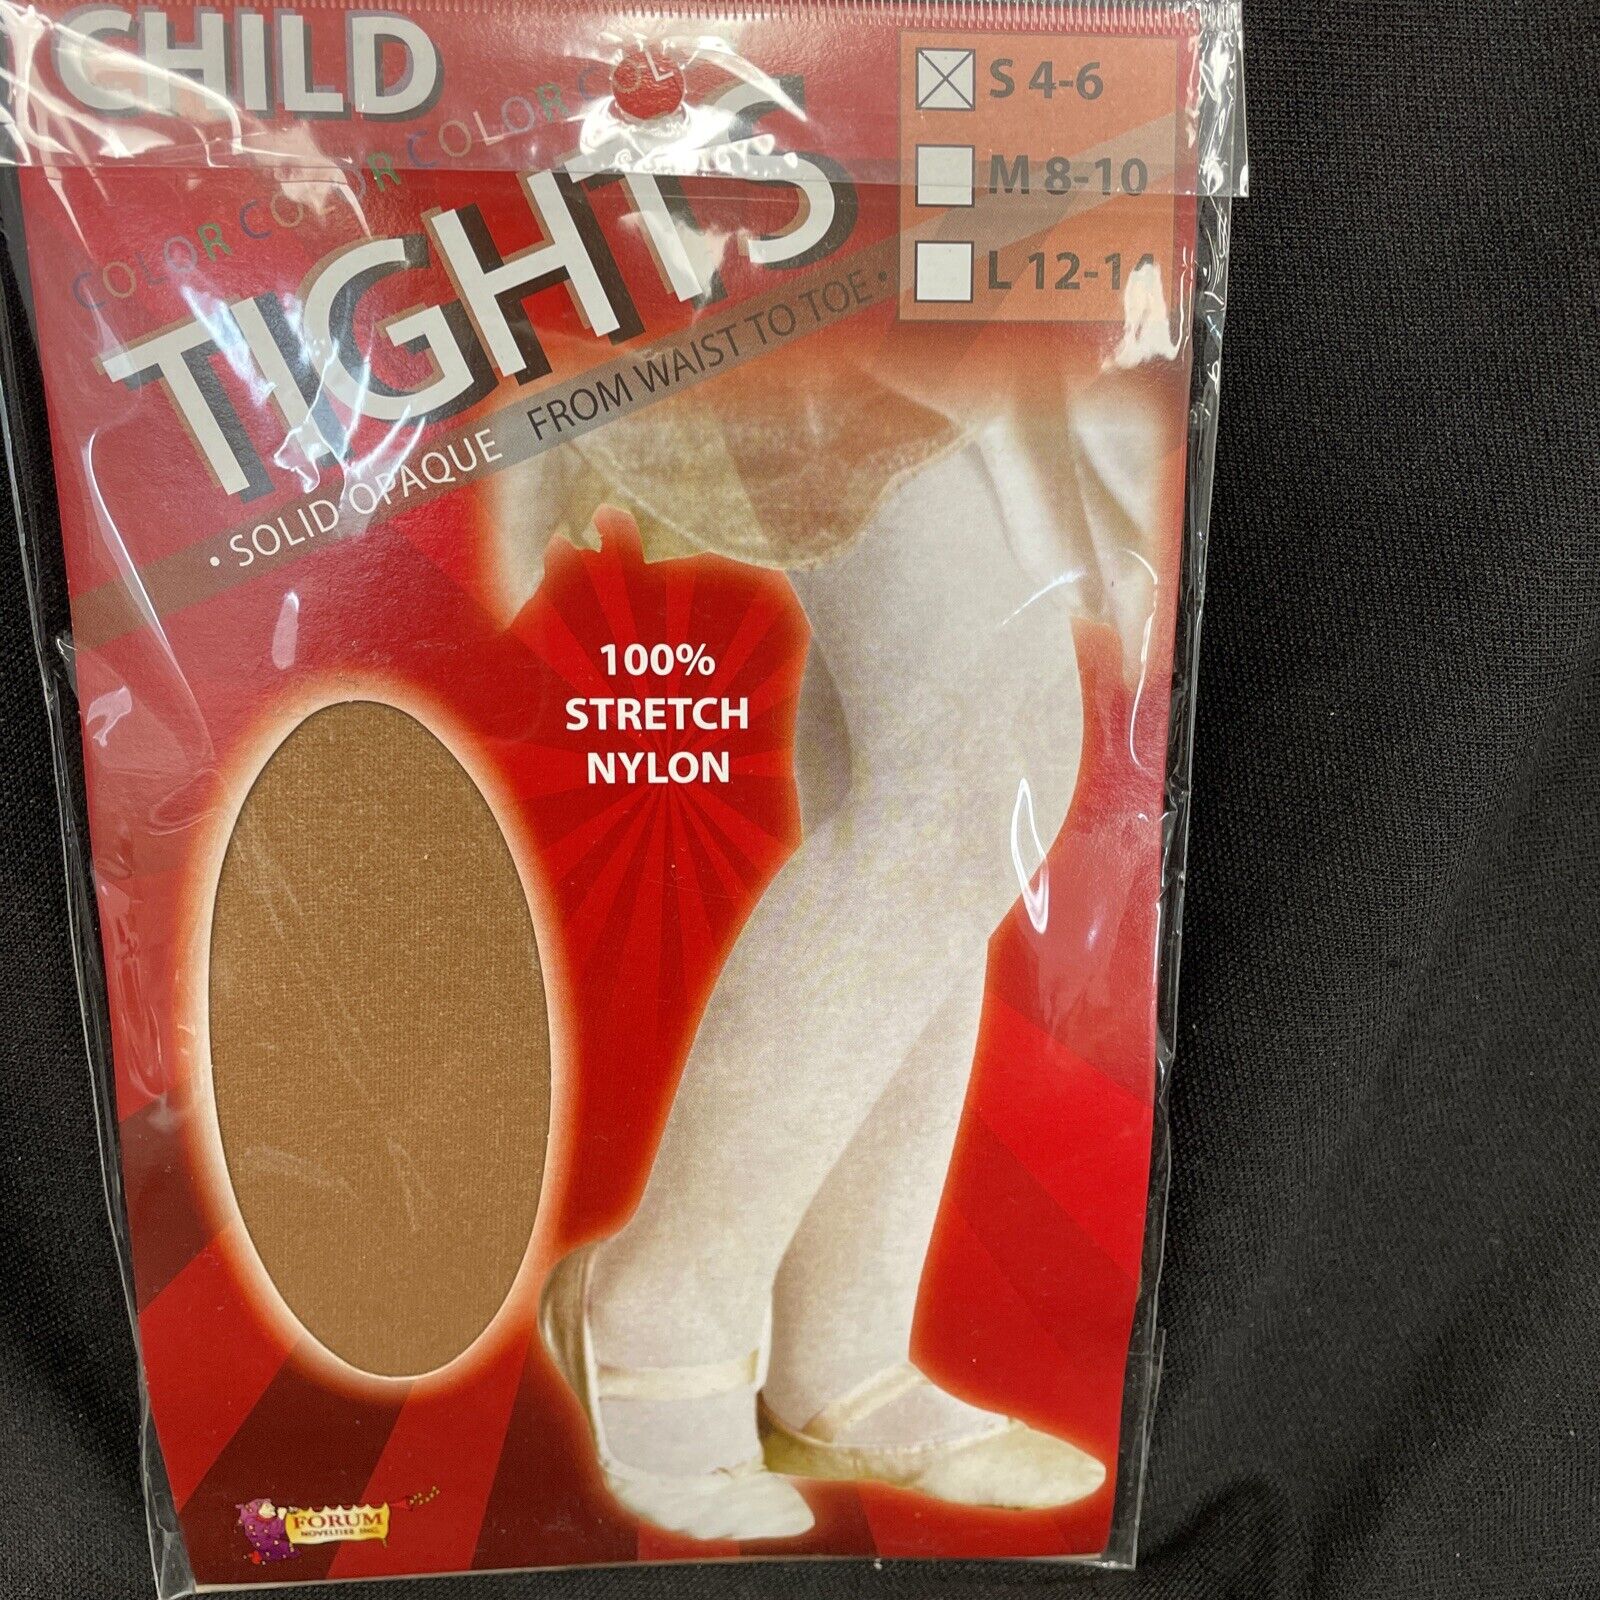 CHILD
COLOR COLOR COLOR COL
TIGHTS
• SOLID OPAQUE FROM WAIST TO TOE •
S 4-6
M 8-10
L 12-14
100%
STRETCH
NYLON
FORUM
NOVELTIES INC.